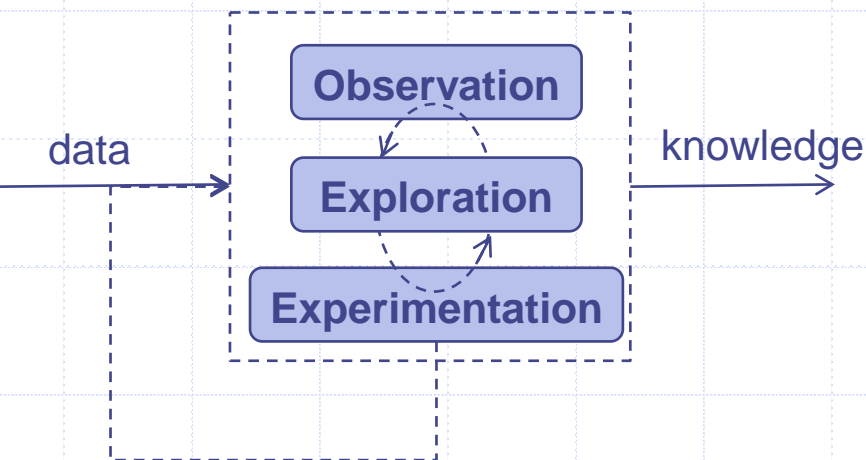 Observation
data
knowledge
Exploration
Experimentation